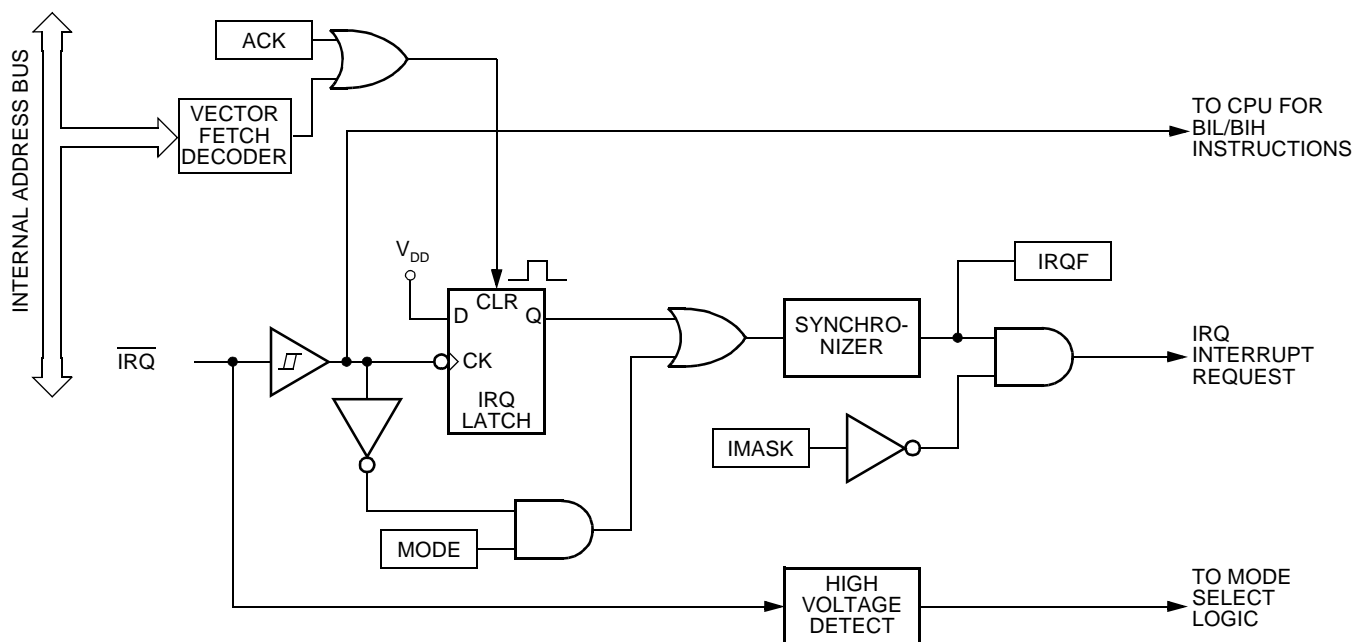 INTERNAL ADDRESS BUS
ACK
VECTOR
FETCH
DECODER
TO CPU FOR
BIL/BIH
INSTRUCTIONS
VDD
CLR
D
Q
CK
IRQ
LATCH
IRQ
SYNCHRO-
NIZER
IRQF
IRQ
INTERRUPT
REQUEST
IMASK
MODE
HIGH
VOLTAGE
DETECT
TO MODE
SELECT
LOGIC